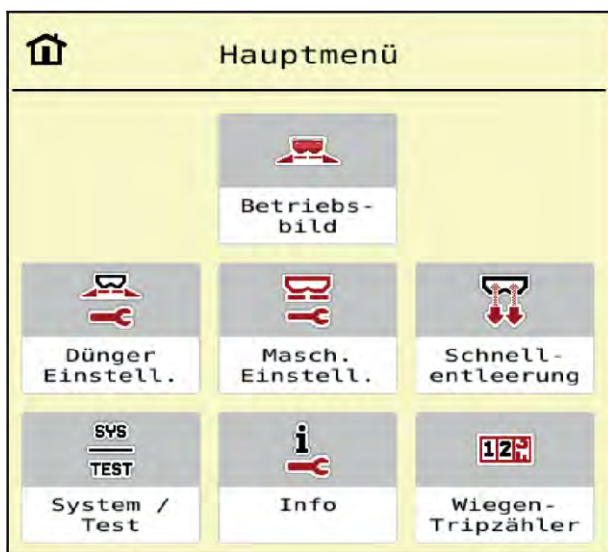 Hauptmenü
Betriebs-
bild
Dünger
Einstell.
Masch.
Einstell.
Schnell-
entleerung
SYS
TEST
System /
Test
i
Info
12
Wiegen-
Tripzähler